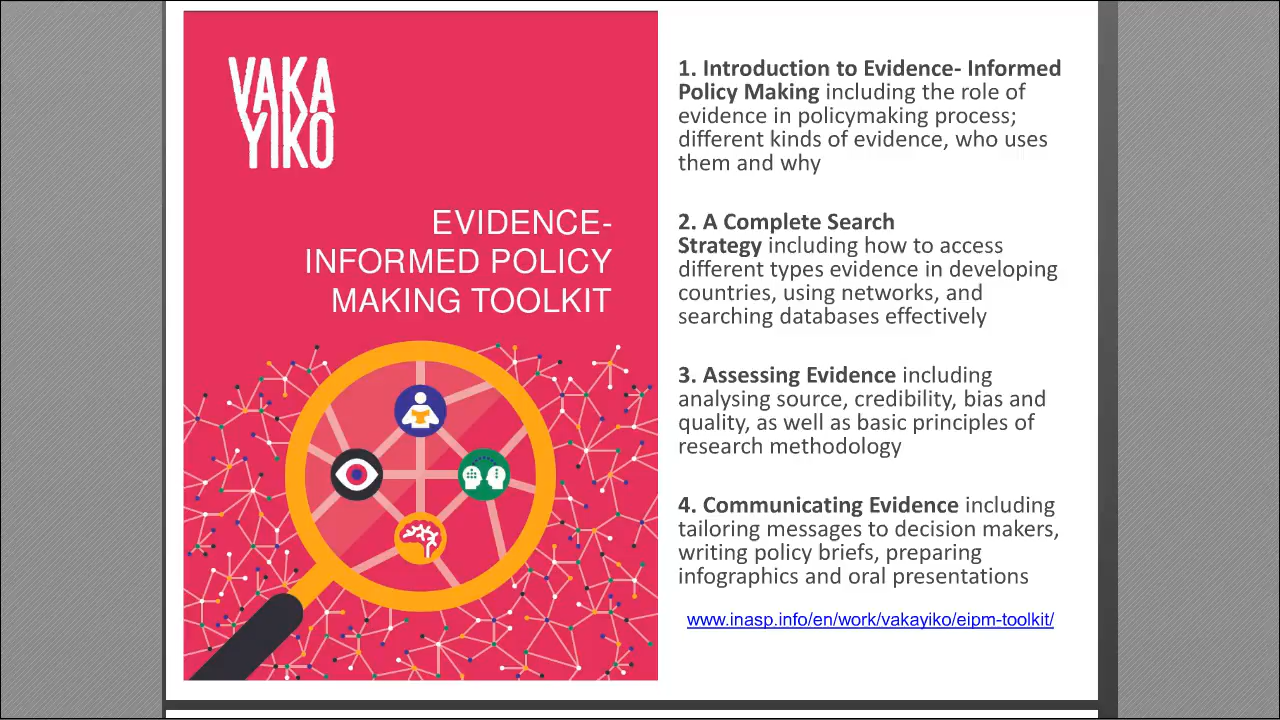 VAKA
YIKO
EVIDENCE-
INFORMED POLICY
MAKING TOOLKIT
1. Introduction to Evidence- Informed
Policy Making including the role of
evidence in policymaking process;
different kinds of evidence, who uses
them and why
2. A Complete Search
Strategy including how to access
different types evidence in developing
countries, using networks, and
searching databases effectively
3. Assessing Evidence including
analysing source, credibility, bias and
quality, as well as basic principles of
research methodology
4. Communicating Evidence including
tailoring messages to decision makers,
writing policy briefs, preparing
infographics and oral presentations
www.inasp.info/en/work/vakayiko/eipm-toolkit/